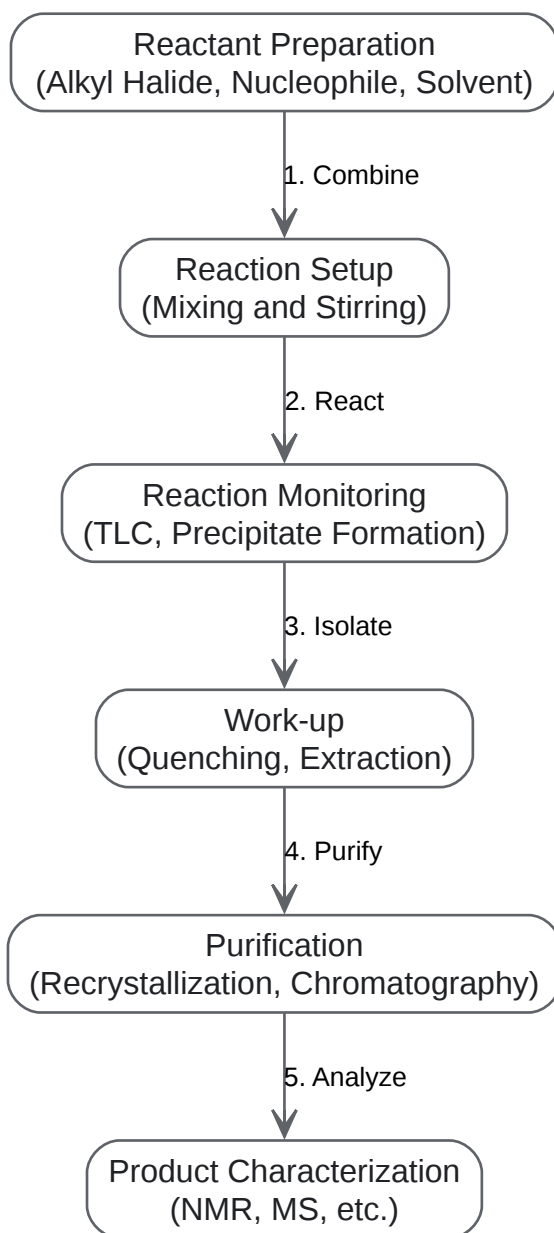 Reactant Preparation
(Alkyl Halide, Nucleophile, Solvent)
1. Combine
Reaction Setup
(Mixing and Stirring)
2. React
Reaction Monitoring
(TLC, Precipitate Formation)
3. Isolate
Work-up
(Quenching, Extraction)
4. Purify
Purification
(Recrystallization, Chromatography)
5. Analyze
Product Characterization
(NMR, MS, etc.)